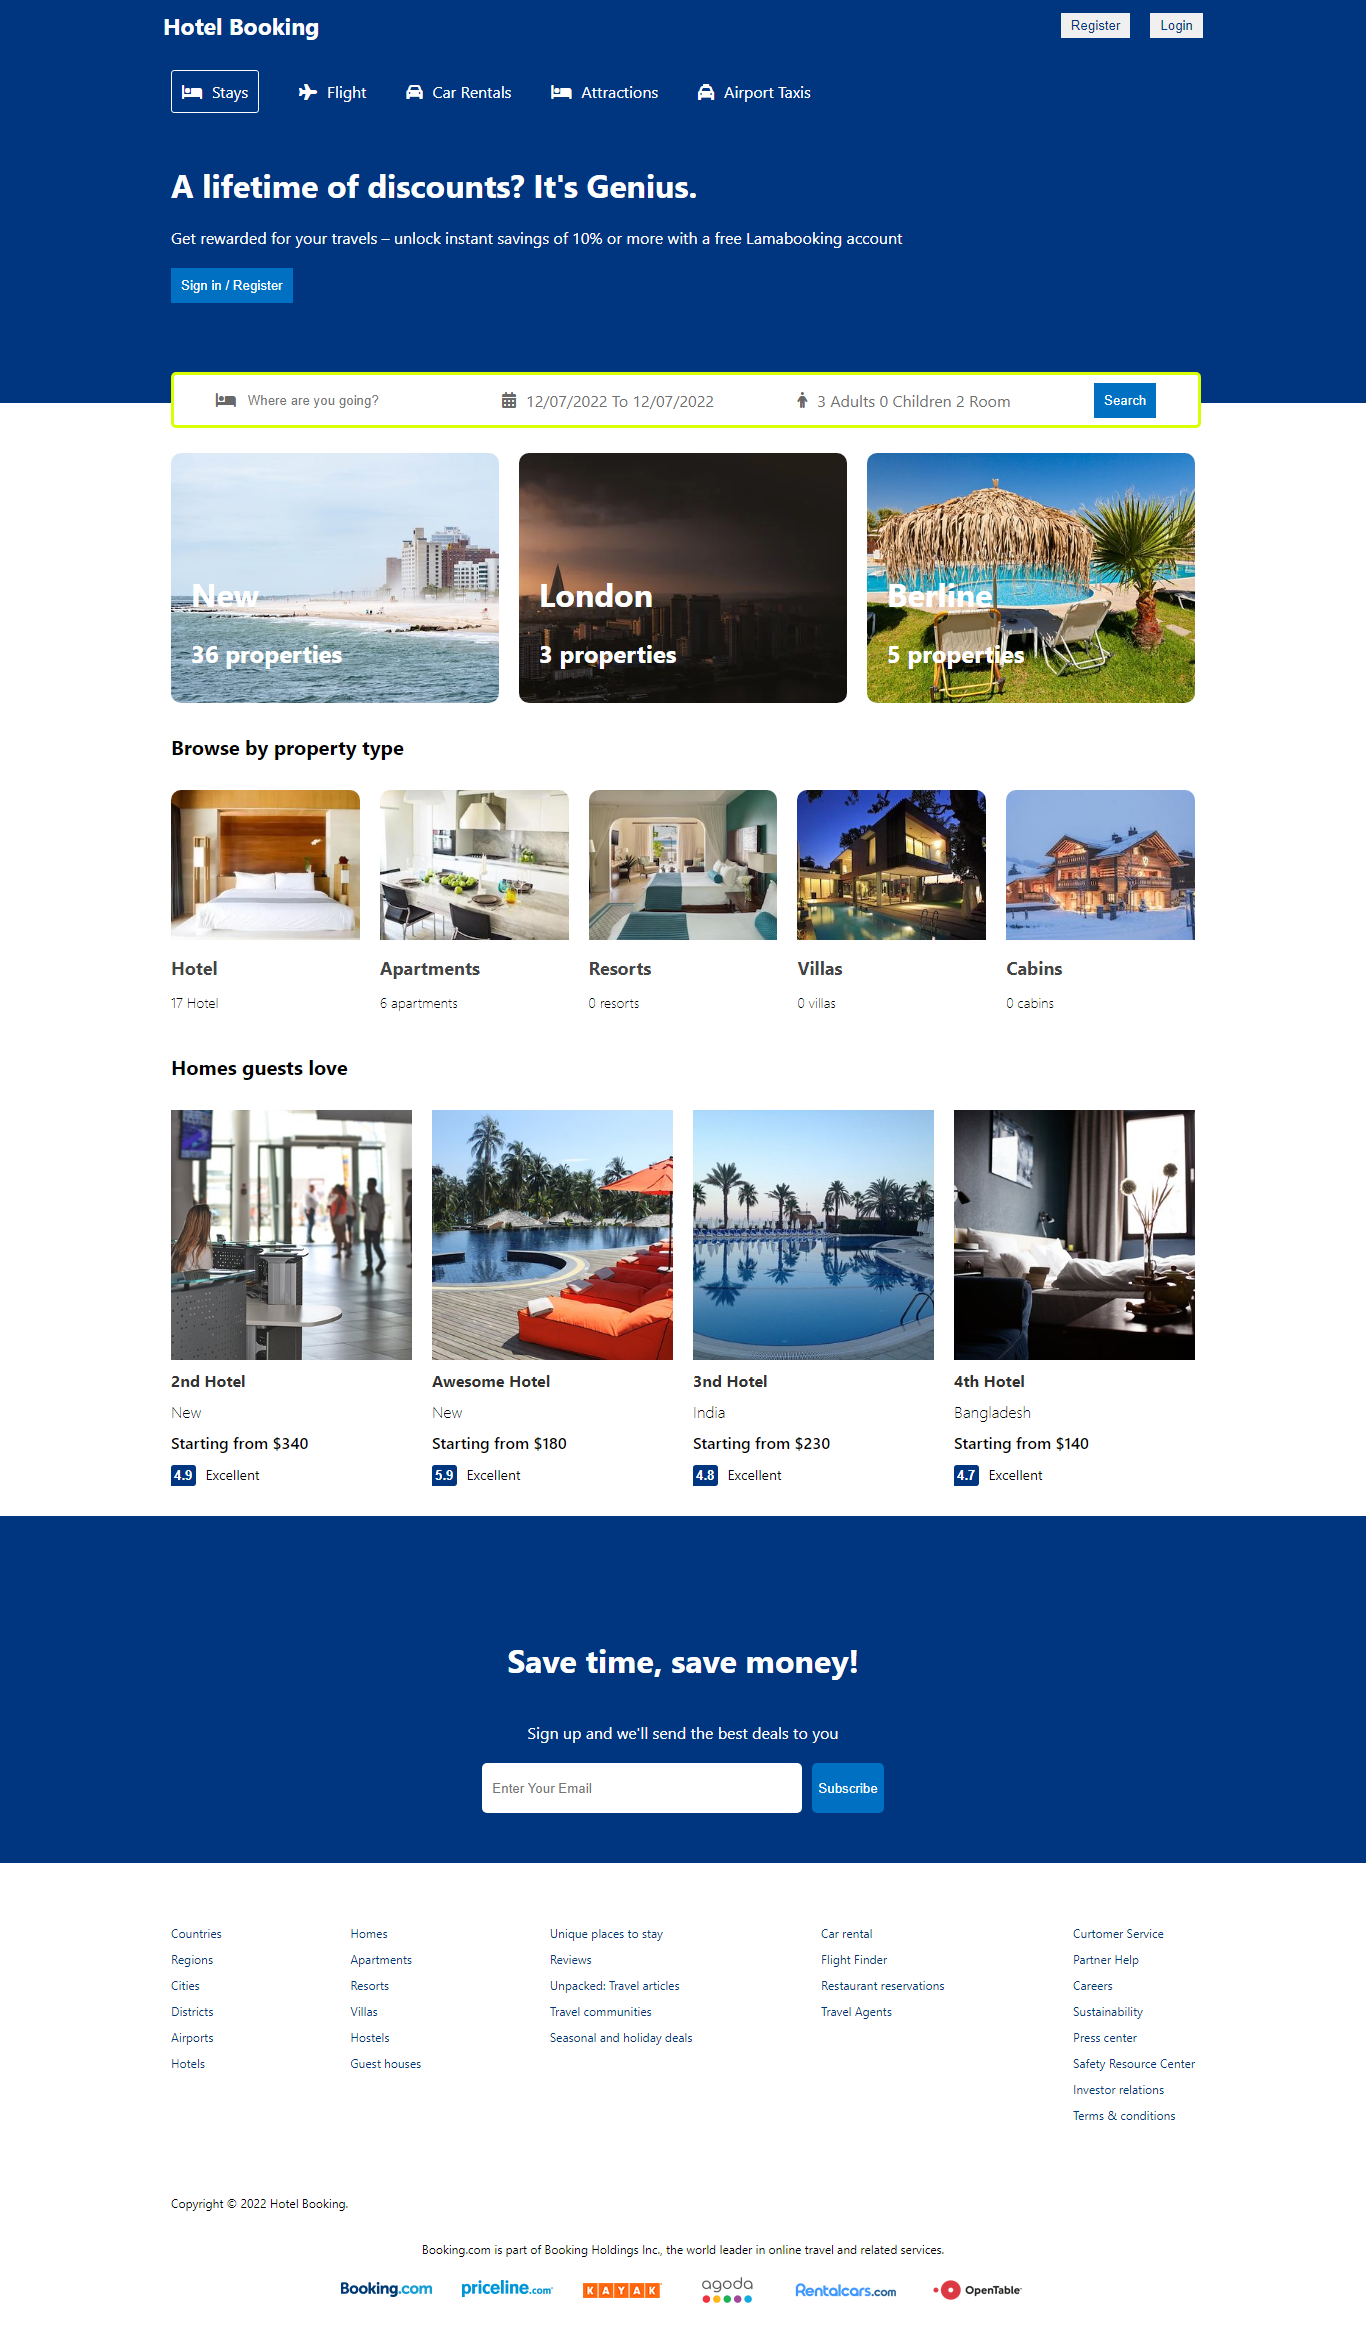 Hotel Booking
Register
Login
Stays
Flight
Car Rentals
Attractions
Airport Taxis
A lifetime of discounts? It's Genius.
Get rewarded for your travels – unlock instant savings of 10% or more with a free Lamabooking account
Sign in / Register
Where are you going?
12/07/2022 To 12/07/2022
3 Adults 0 Children 2 Room
Search
New
36 properties
London
3 properties
Berline
5 properties
Browse by property type
Hotel
17 Hotel
Apartments
6 apartments
Resorts
0 resorts
Villas
0 villas
Cabins
0 cabins
Homes guests love
2nd Hotel
New
Starting from $340
4.9 Excellent
Awesome Hotel
New
Starting from $180
5.9 Excellent
3nd Hotel
India
Starting from $230
4.8 Excellent
4th Hotel
Bangladesh
Starting from $140
4.7 Excellent
Save time, save money!
Sign up and we'll send the best deals to you
Enter Your Email
Subscribe
Countries
Regions
Cities
Districts
Airports
Hotels
Homes
Apartments
Resorts
Villas
Hostels
Guest houses
Unique places to stay
Reviews
Unpacked: Travel articles
Travel communities
Seasonal and holiday deals
Car rental
Flight Finder
Restaurant reservations
Travel Agents
Curtomer Service
Partner Help
Careers
Sustainability
Press center
Safety Resource Center
Investor relations
Terms & conditions
Copyright © 2022 Hotel Booking.
Booking.com is part of Booking Holdings Inc., the world leader in online travel and related services.
Booking.com
priceline.com
KAYAK
agoda
Rentalcars.com
OpenTable